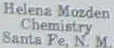 Helena Mozden
Chemistry
Santa Fe, N. M.